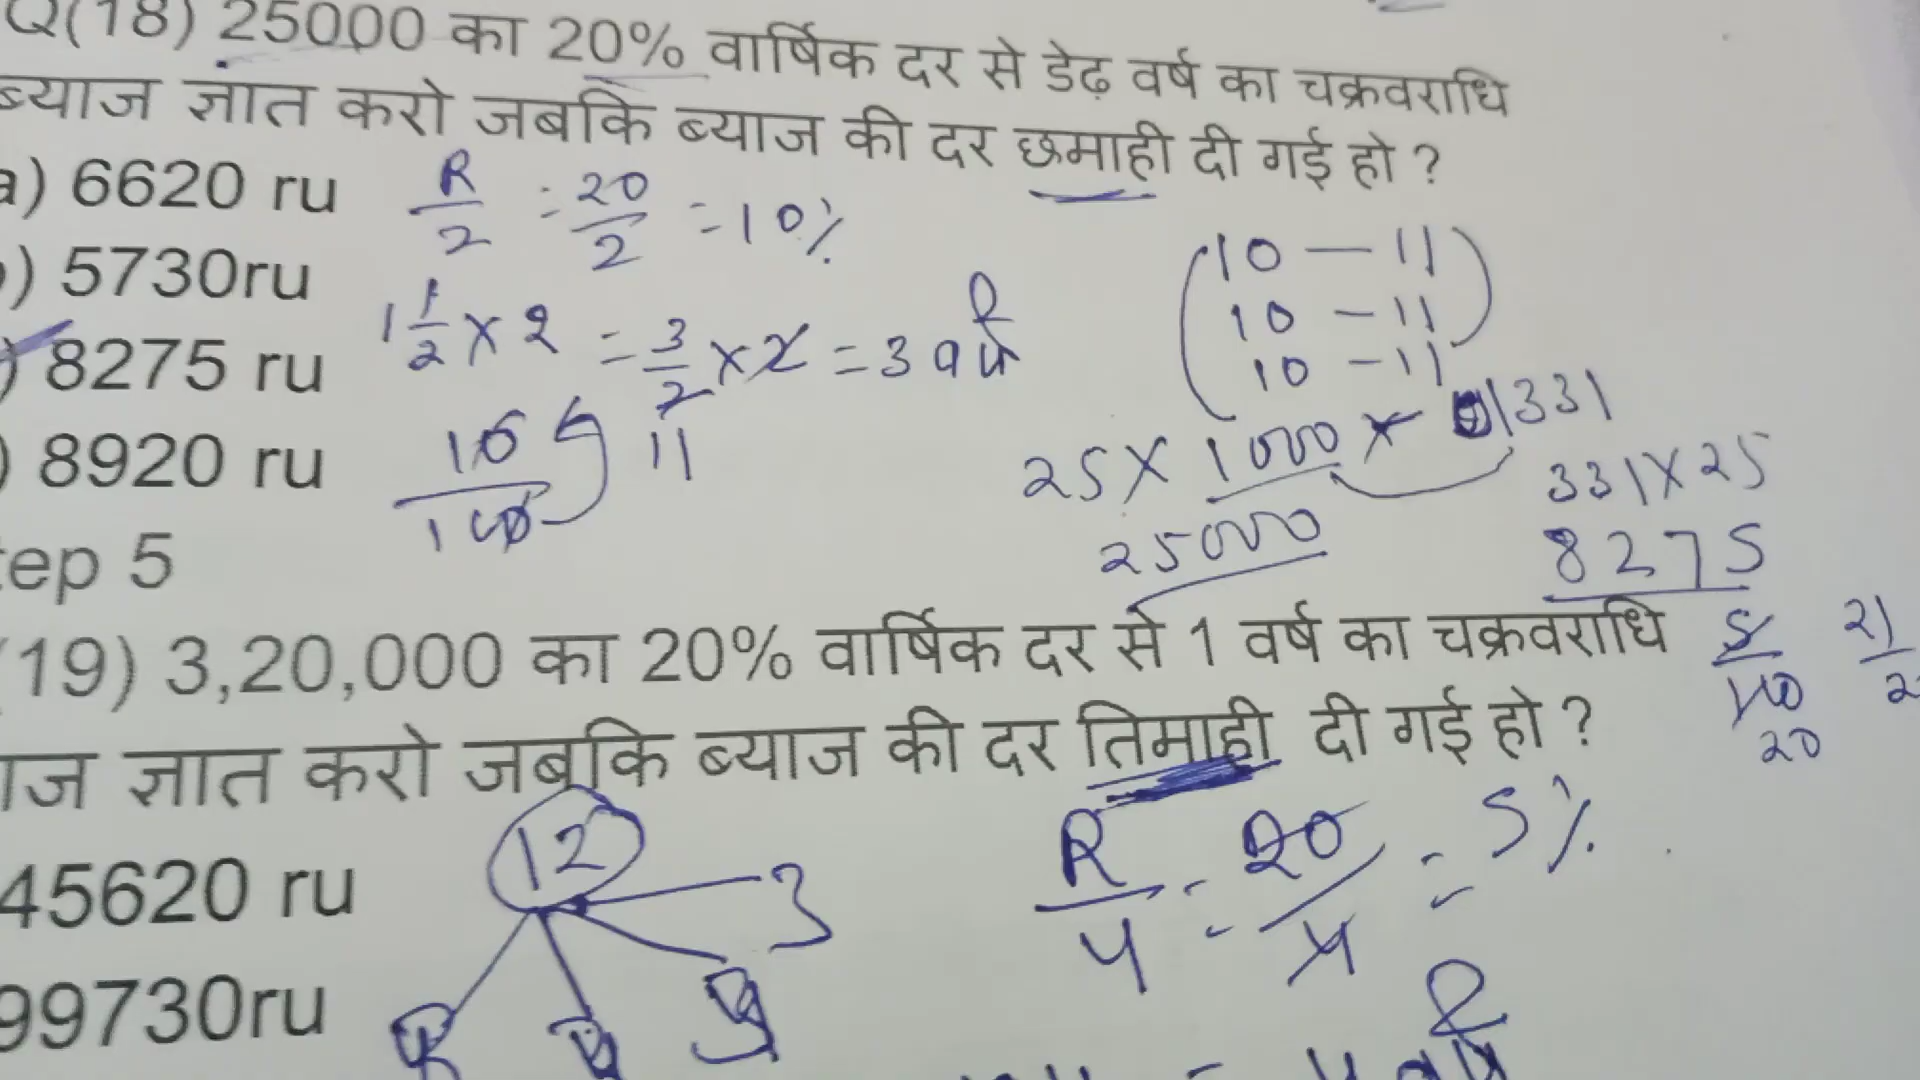 Q(18) 25000 का 20% वार्षिक दर से डेढ़ वर्ष का चक्रवराधि
ब्याज ज्ञात करो जबकि ब्याज की दर छमाही दी गई हो ?
a) 6620 ru
R/2 = 20/2 = 10%
) 5730ru
10 — 11
10 — 11
10 — 11
1 1/2 × 2 = 3/2 × 2 = 3
) 8275 ru
10/100
11
) 8920 ru
25 × 1000 × 1331
25000
331 × 25
8275
tep 5
(19) 3,20,000 का 20% वार्षिक दर से 1 वर्ष का चक्रवराधि
5/100
20
21
ाज ज्ञात करो जबकि ब्याज की दर तिमाही दी गई हो ?
12
3
R/4 = 20/4 = 5%
45620 ru
99730ru